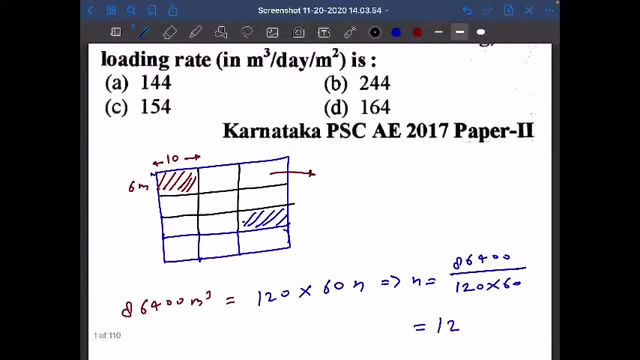 Screenshot 11-20-2020 14.03.54
loading rate (in m³/day/m²) is :
(a) 144 (b) 244
(c) 154 (d) 164
Karnataka PSC AE 2017 Paper-II
10
6m
86400 m³ = 120 × 60 n ⇒ n = 86400 / 120 × 60
= 12
1 of 110